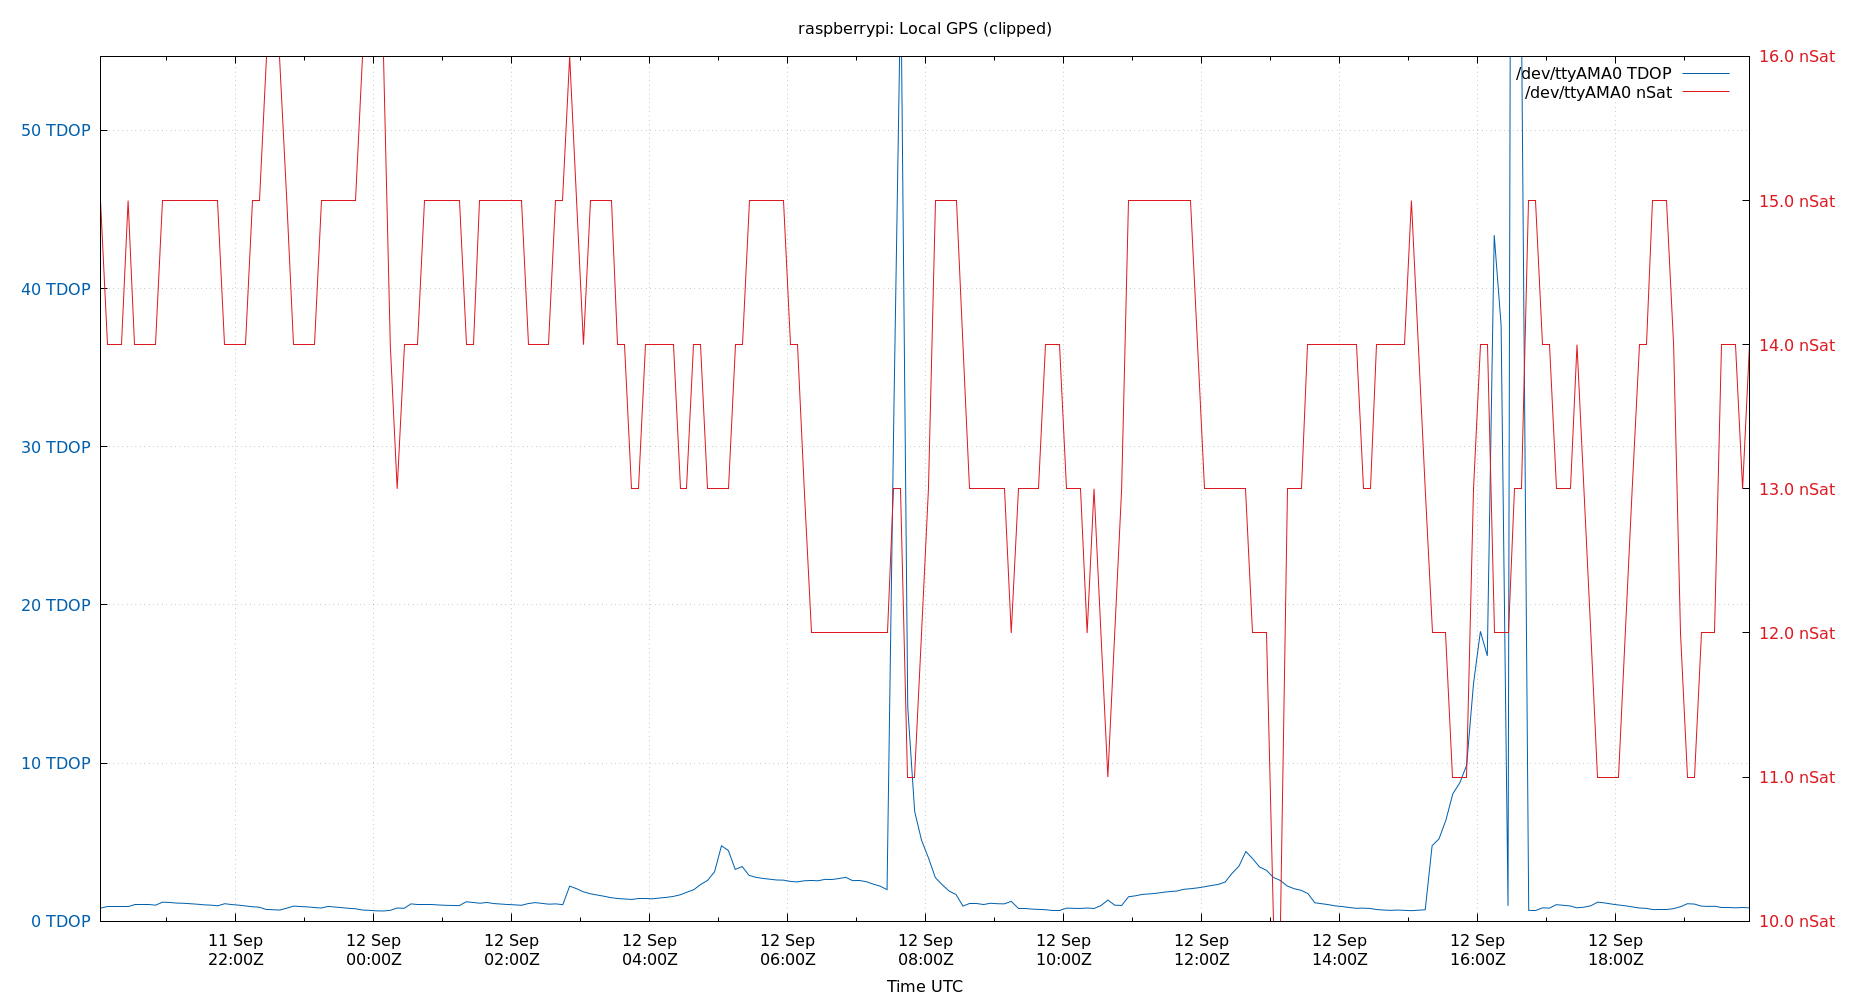 raspberrypi: Local GPS (clipped)
/dev/ttyAMA0 TDOP
/dev/ttyAMA0 nSat
50 TDOP
40 TDOP
30 TDOP
20 TDOP
10 TDOP
0 TDOP
16.0 nSat
15.0 nSat
14.0 nSat
13.0 nSat
12.0 nSat
11.0 nSat
10.0 nSat
11 Sep
22:00Z
12 Sep
00:00Z
12 Sep
02:00Z
12 Sep
04:00Z
12 Sep
06:00Z
12 Sep
08:00Z
12 Sep
10:00Z
12 Sep
12:00Z
12 Sep
14:00Z
12 Sep
16:00Z
12 Sep
18:00Z
Time UTC